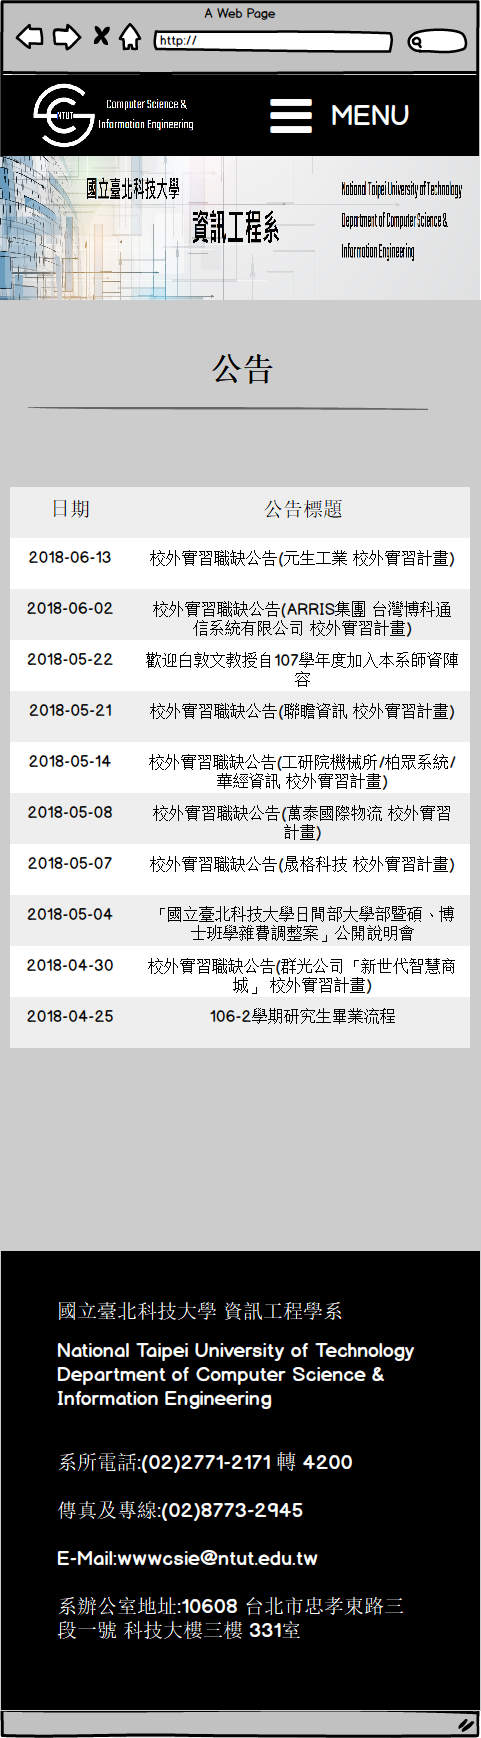 A Web Page
http://
NTUT
Computer Science &
Information Engineering
MENU
國立臺北科技大學
資訊工程系
National Taipei University of Technology
Department of Computer Science &
Information Engineering
公告
日期 公告標題
2018-06-13 校外實習職缺公告(元生工業 校外實習計畫)
2018-06-02 校外實習職缺公告(ARRIS集團 台灣博科通
信系統有限公司 校外實習計畫)
2018-05-22 歡迎白敦文教授自107學年度加入本系師資陣
容
2018-05-21 校外實習職缺公告(聯瞻資訊 校外實習計畫)
2018-05-14 校外實習職缺公告(工研院機械所/柏眾系統/
華經資訊 校外實習計畫)
2018-05-08 校外實習職缺公告(萬泰國際物流 校外實習
計畫)
2018-05-07 校外實習職缺公告(晟格科技 校外實習計畫)
2018-05-04 「國立臺北科技大學日間部大學部暨碩、博
士班學雜費調整案」公開說明會
2018-04-30 校外實習職缺公告(群光公司「新世代智慧商
城」 校外實習計畫)
2018-04-25 106-2學期研究生畢業流程
國立臺北科技大學 資訊工程學系
National Taipei University of Technology
Department of Computer Science &
Information Engineering
系所電話:(02)2771-2171 轉 4200
傳真及專線:(02)8773-2945
E-Mail:wwwcsie@ntut.edu.tw
系辦公室地址:10608 台北市忠孝東路三
段一號 科技大樓三樓 331室